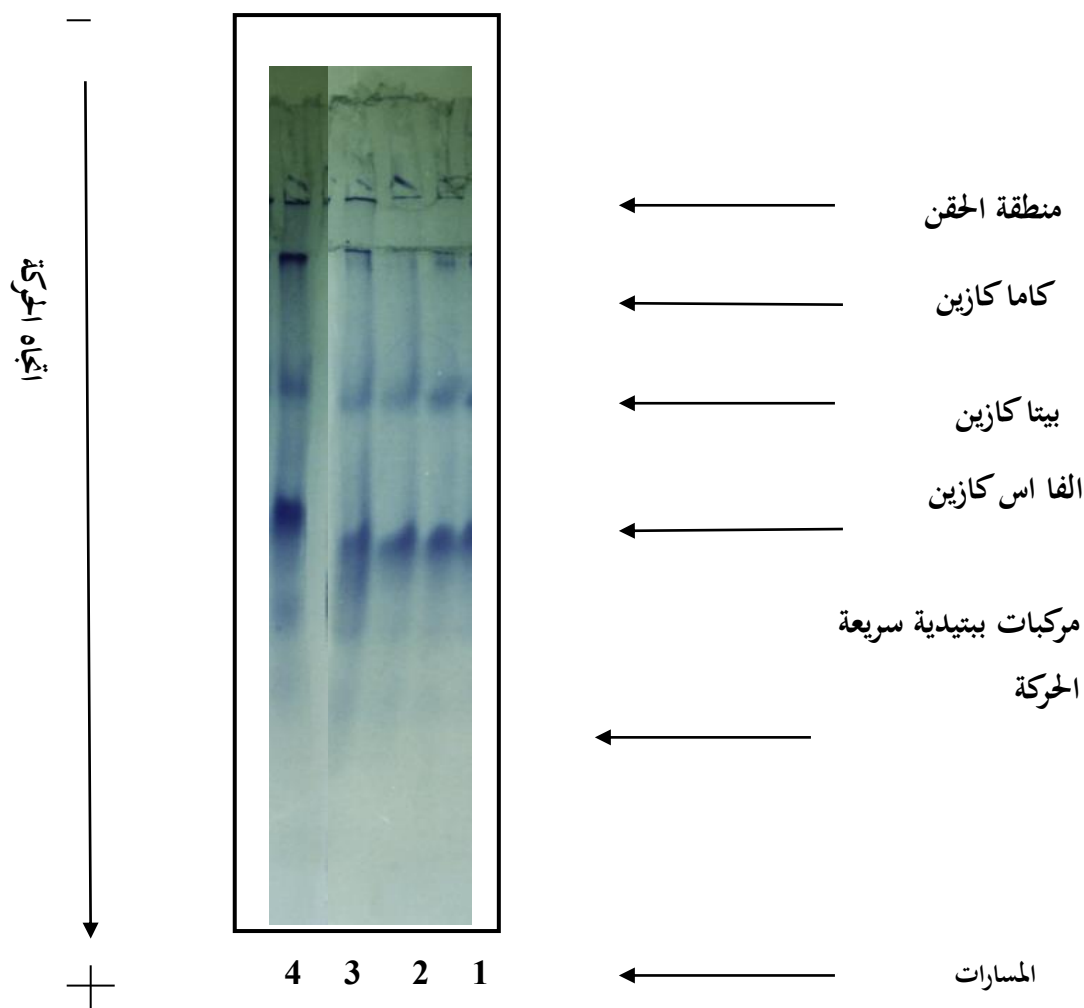 −
منطقة الحقن
كاما كازين
اتجاه الحركة
بيتا كازين
الفا اس كازين
مركبات ببتيدية سريعة
الحركة
4 3 2 1
المسارات
+